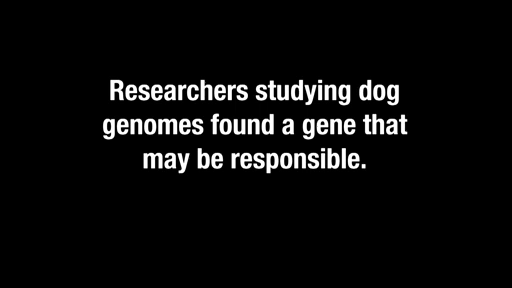 Researchers studying dog
genomes found a gene that
may be responsible.